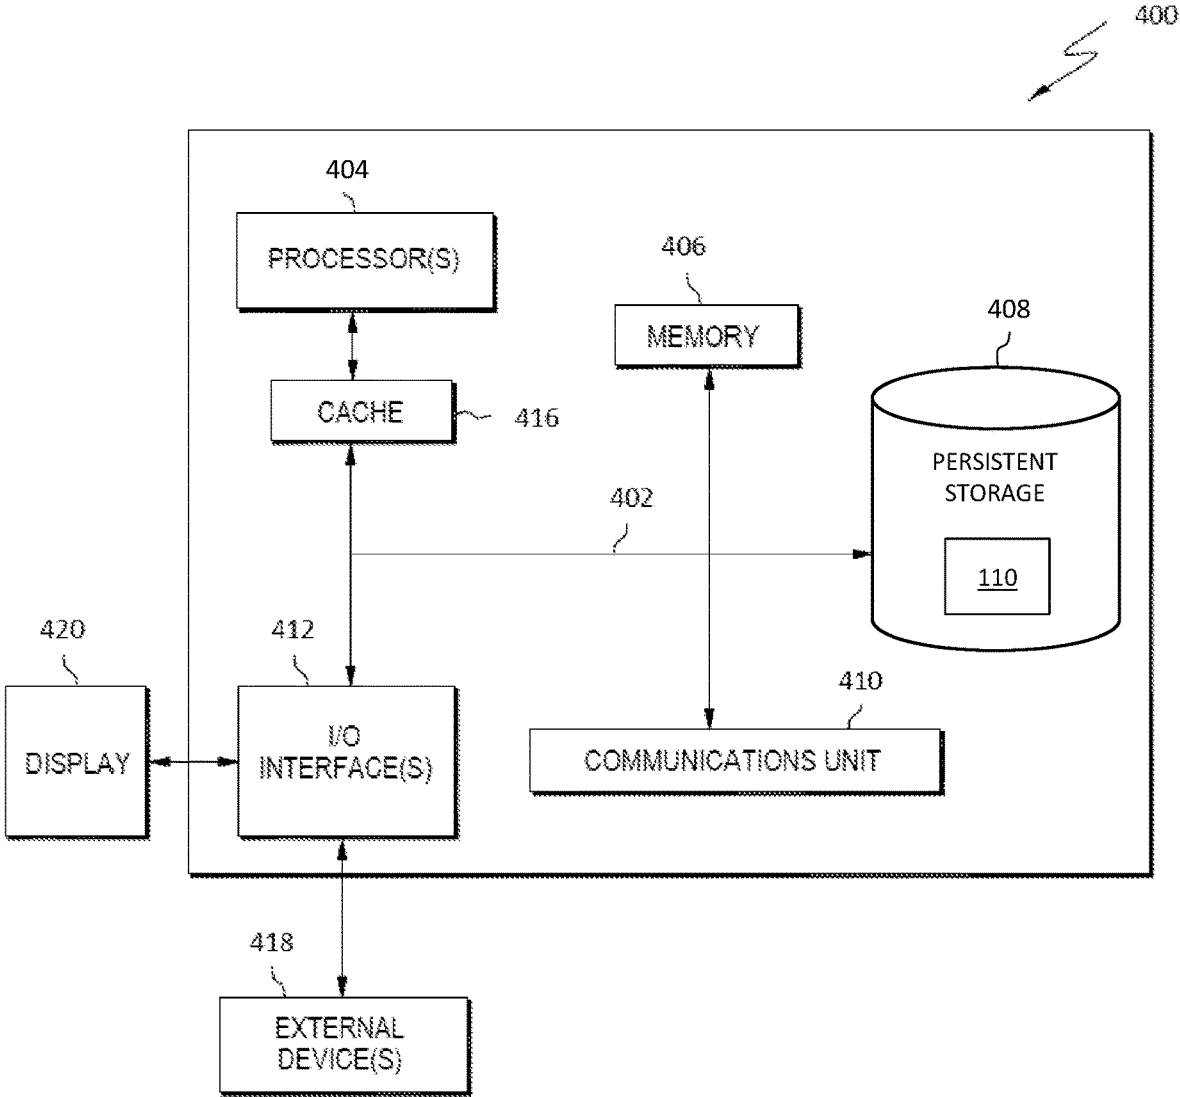 400
404
PROCESSOR(S)
406
MEMORY
408
CACHE
416
PERSISTENT
STORAGE
402
110
420
412
DISPLAY
I/O
INTERFACE(S)
410
COMMUNICATIONS UNIT
418
EXTERNAL
DEVICE(S)